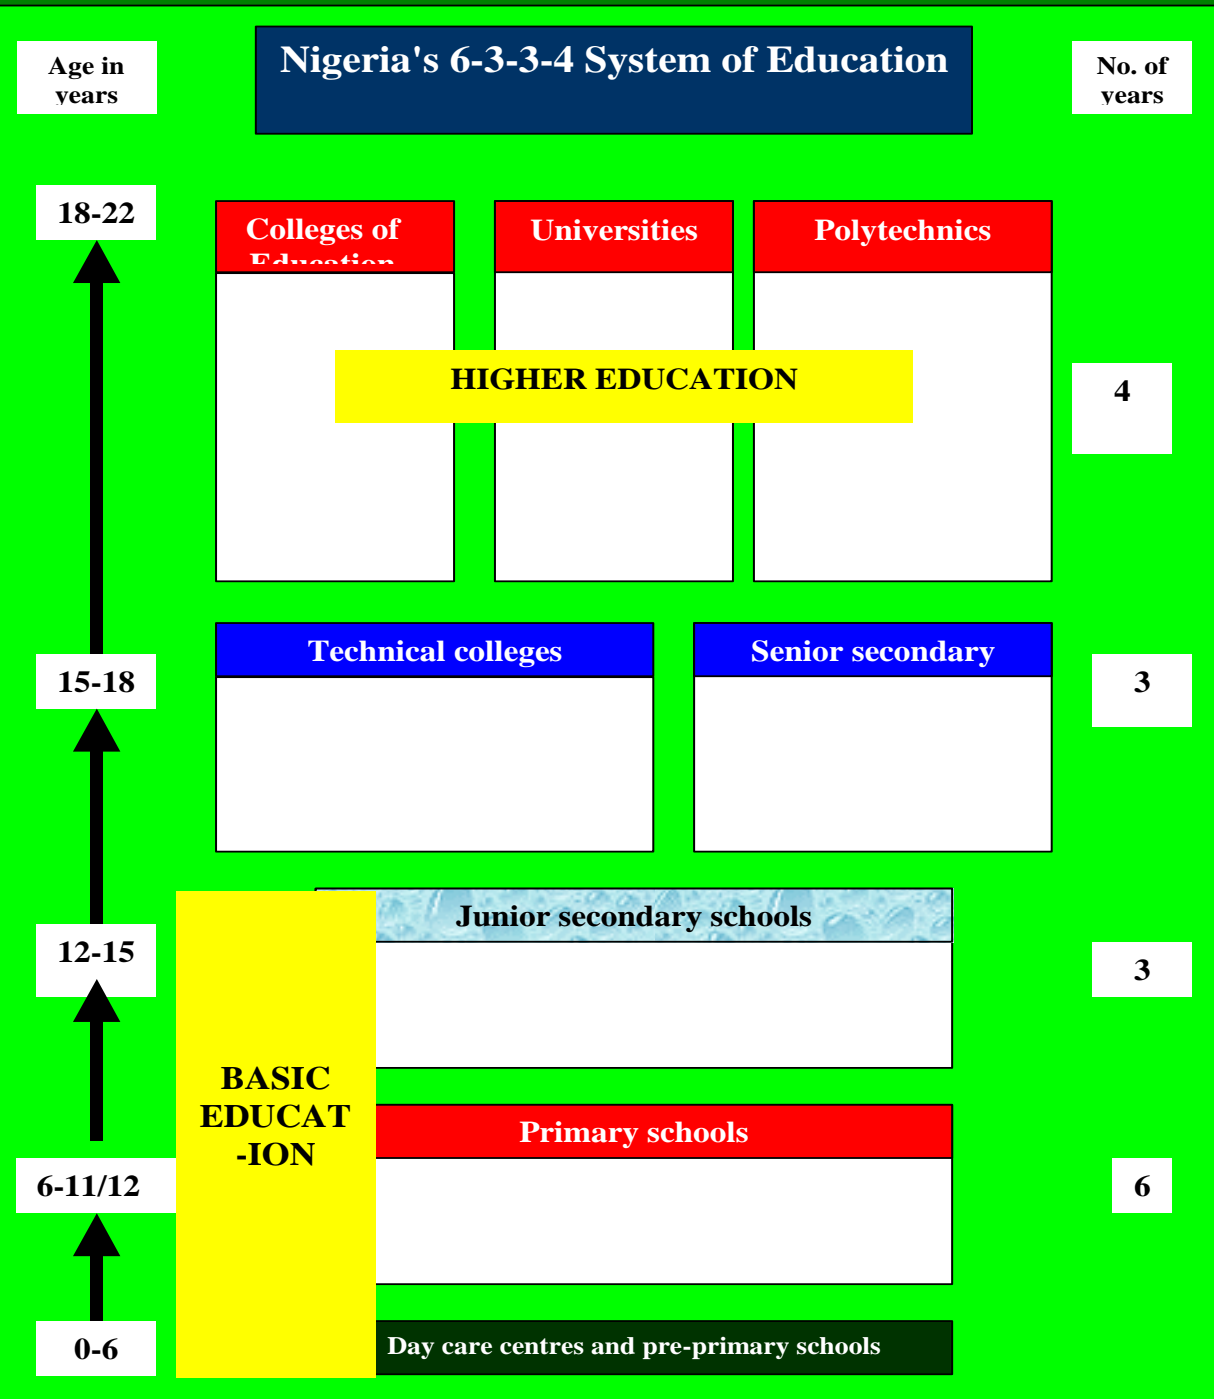 Age in
years
Nigeria's 6-3-3-4 System of Education
No. of
years
18-22
Colleges of
Education
Universities
Polytechnics
HIGHER EDUCATION
4
Technical colleges
Senior secondary
15-18
3
Junior secondary schools
12-15
3
BASIC
EDUCAT
-ION
Primary schools
6-11/12
6
0-6
Day care centres and pre-primary schools